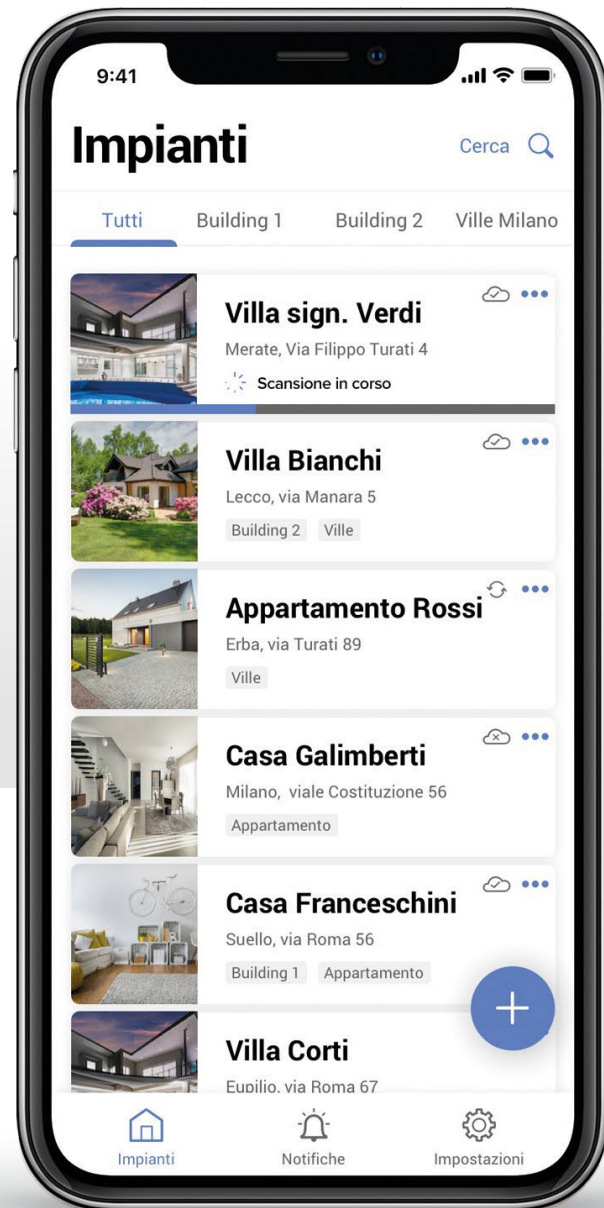 9:41
Impianti
Cerca
Tutti Building 1 Building 2 Ville Milano
Villa sign. Verdi
Merate, Via Filippo Turati 4
Scansione in corso
Villa Bianchi
Lecco, via Manara 5
Building 2 Ville
Appartamento Rossi
Erba, via Turati 89
Ville
Casa Galimberti
Milano, viale Costituzione 56
Appartamento
Casa Franceschini
Suello, via Roma 56
Building 1 Appartamento
Villa Corti
Eupilio, via Roma 67
Impianti Notifiche Impostazioni